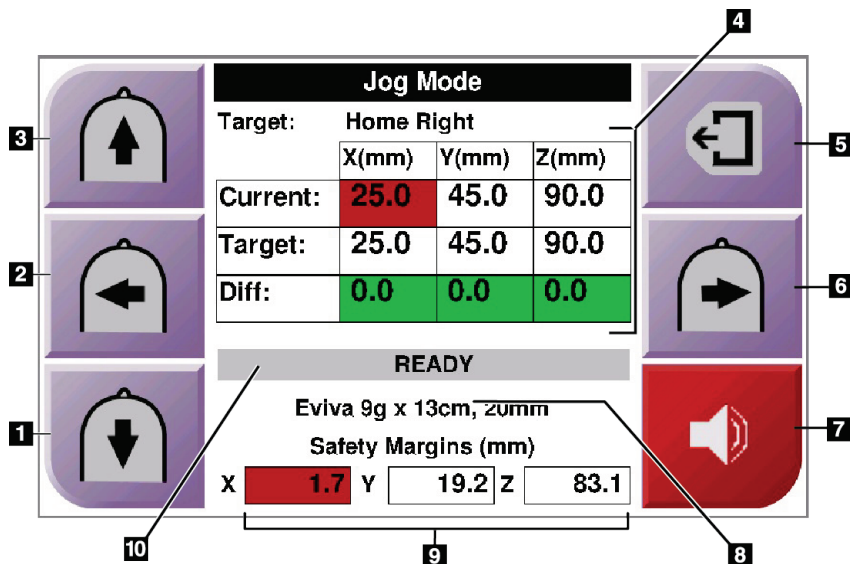 4
Jog Mode
Target: Home Right
3
5
X(mm) Y(mm) Z(mm)
Current: 25.0 45.0 90.0
Target: 25.0 45.0 90.0
2
6
Diff: 0.0 0.0 0.0
READY
Eviva 9g x 13cm, 20mm
1
7
Safety Margins (mm)
X 1.7 Y 19.2 Z 83.1
10
9
8